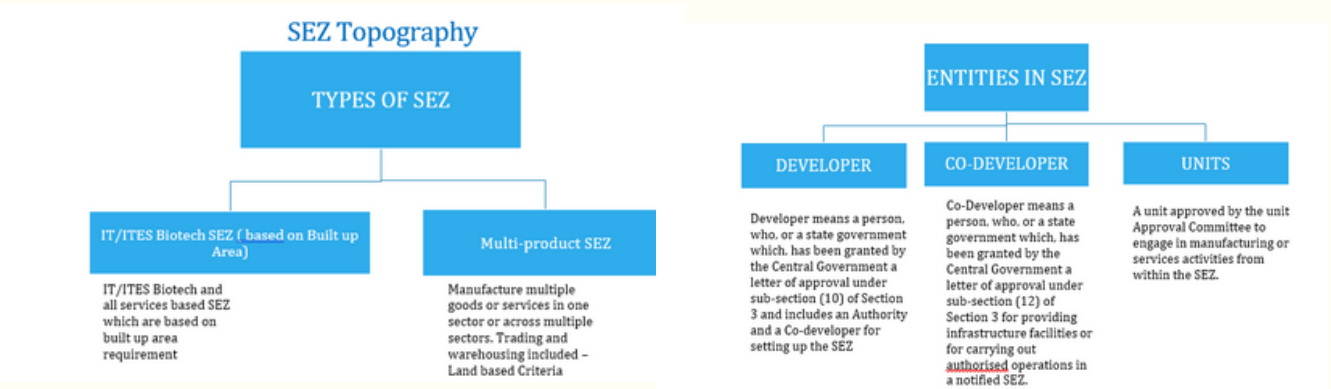 SEZ Topography
TYPES OF SEZ
IT/ITES Biotech SEZ ( based on Built up
Area)
IT/ITES Biotech and
all services based SEZ
which are based on
built up area
requirement
Multi-product SEZ
Manufacture multiple
goods or services in one
sector or across multiple
sectors. Trading and
warehousing included –
Land based Criteria
ENTITIES IN SEZ
DEVELOPER
Developer means a person,
who, or a state government
which, has been granted by
the Central Government a
letter of approval under
sub-section (10) of Section
3 and includes an Authority
and a Co-developer for
setting up the SEZ
CO-DEVELOPER
Co-Developer means a
person, who, or a state
government which, has
been granted by the
Central Government a
letter of approval under
sub-section (12) of
Section 3 for providing
infrastructure facilities or
for carrying out
authorised operations in
a notified SEZ.
UNITS
A unit approved by the unit
Approval Committee to
engage in manufacturing or
services activities from
within the SEZ.